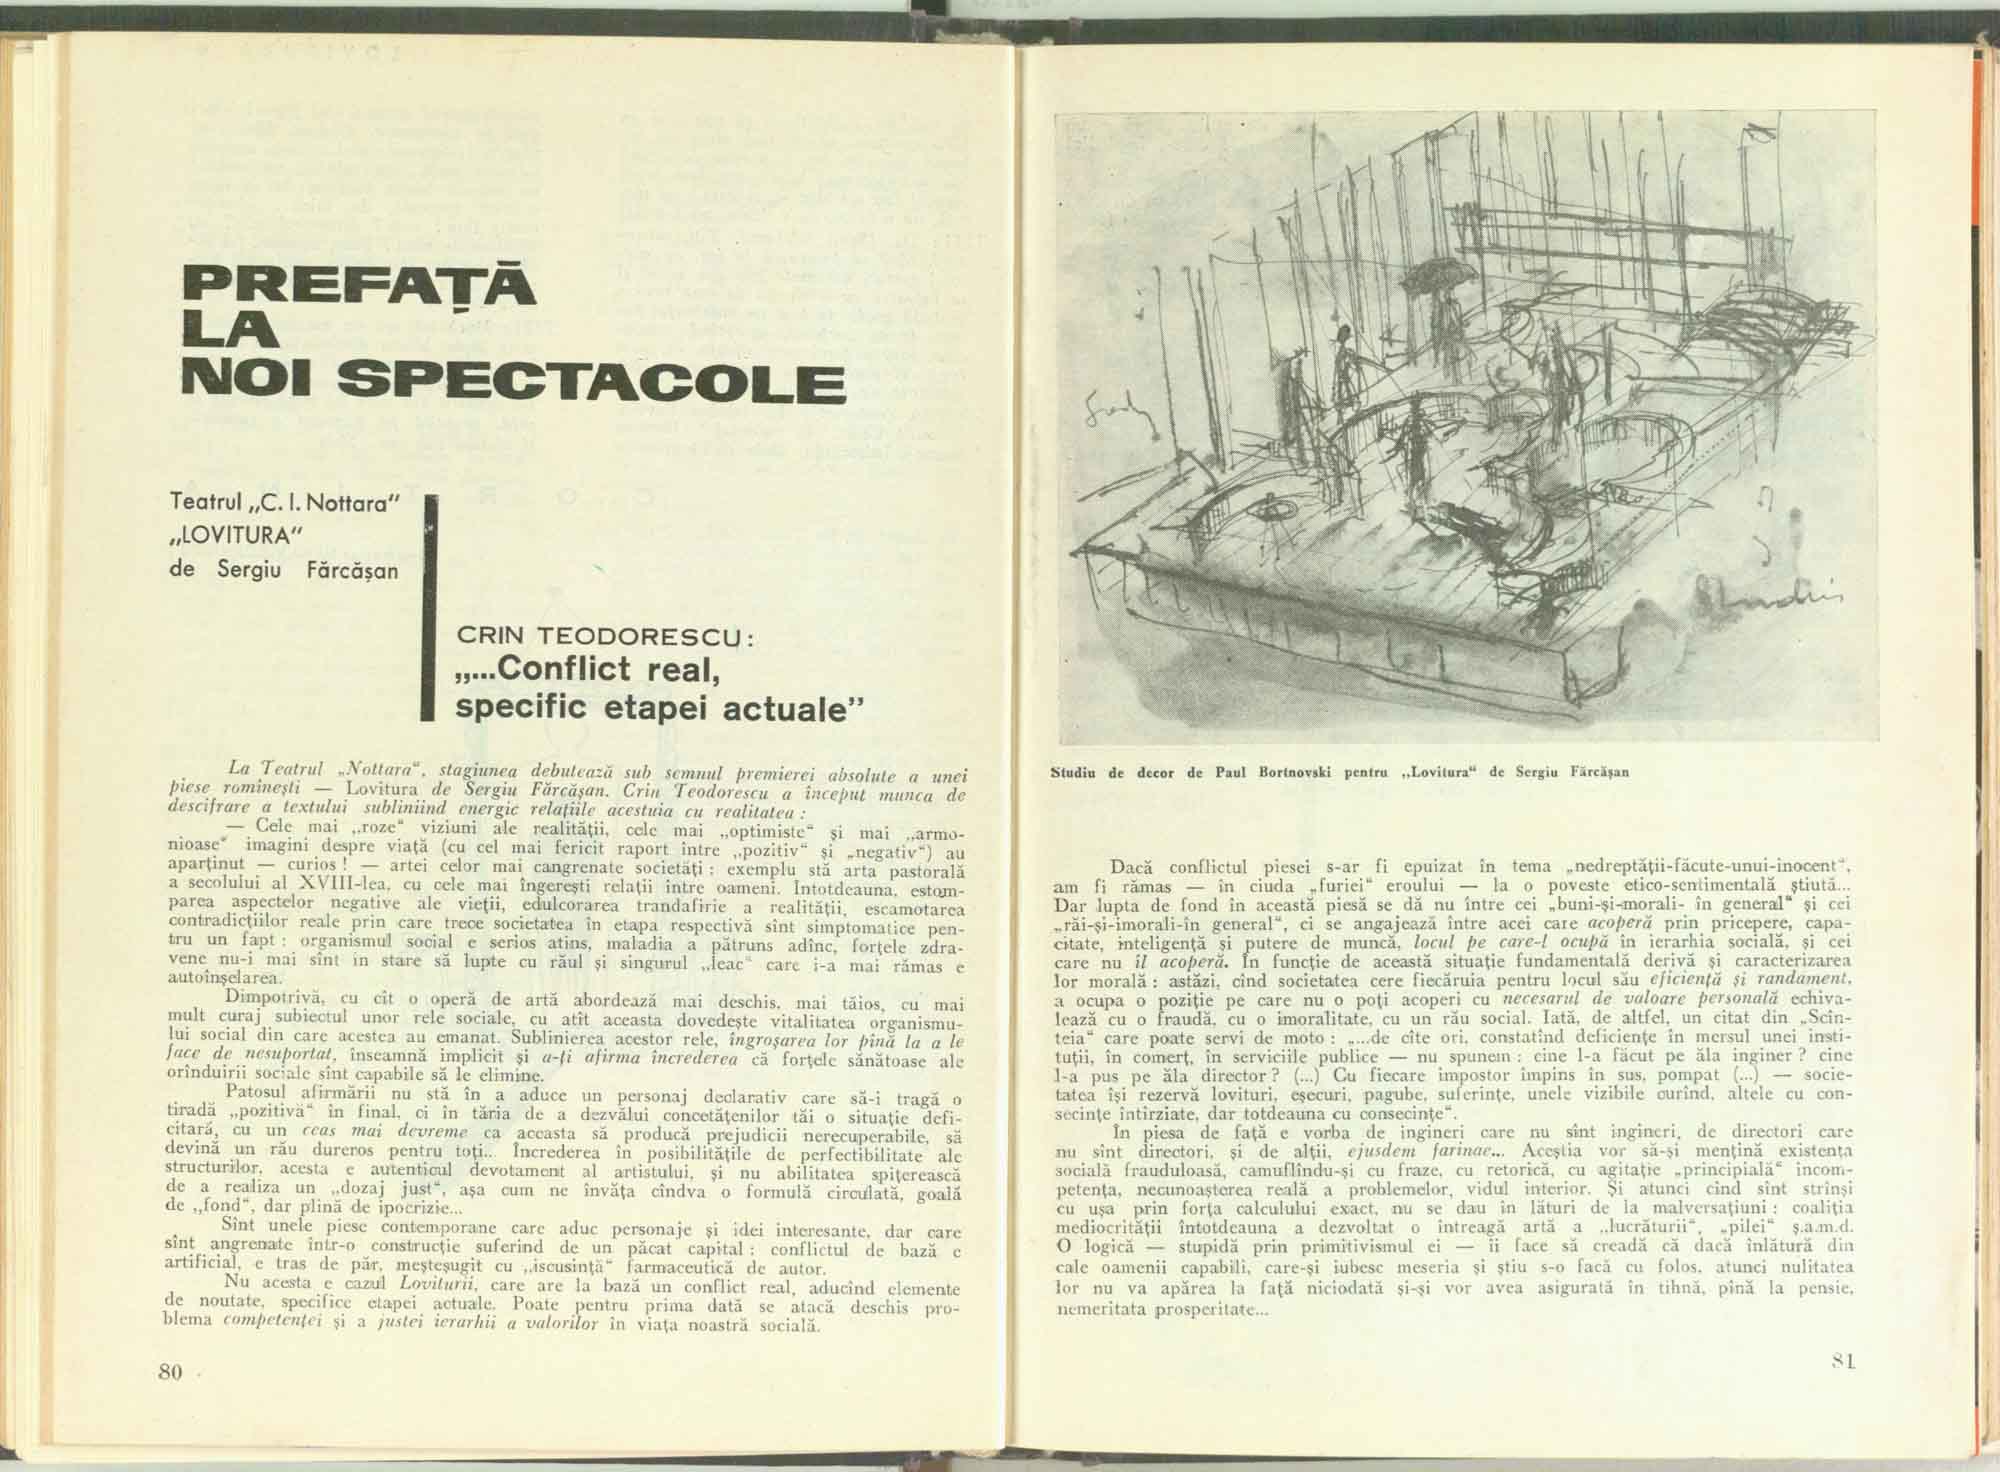 PREFAȚĂ
LA
NOI SPECTACOLE
Teatrul „C. I. Nottara"
„LOVITURA"
de Sergiu Fărcășan
CRIN TEODORESCU:
„...Conflict real,
specific etapei actuale”
La Teatrul „Nottara“, stagiunea debutează sub semnul premierei absolute a unei
piese romînești — Lovitura de Sergiu Fărcășan. Crin Teodorescu a început munca de
descifrare a textului subliniind energic relațiile acestuia cu realitatea :
— Cele mai „roze“ viziuni ale realității, cele mai „optimiste“ și mai „armo-
nioase“ imagini despre viață (cu cel mai fericit raport între „pozitiv“ și „negativ“) au
aparținut — curios ! — artei celor mai cangrenate societăți : exemplu stă arta pastorală
a secolului al XVIII-lea, cu cele mai îngerești relații între oameni. Întotdeauna, estom-
parea aspectelor negative ale vieții, edulcorarea trandafirie a realității, escamotarea
contradicțiilor reale prin care trece societatea în etapa respectivă sînt simptomatice pen-
tru un fapt : organismul social e serios atins, maladia a pătruns adînc, forțele zdra-
vene nu-i mai sînt în stare să lupte cu răul și singurul „leac“ care i-a mai rămas e
autoînșelarea.
Dimpotrivă, cu cît o operă de artă abordează mai deschis, mai tăios, cu mai
mult curaj subiectul unor rele sociale, cu atît aceasta dovedește vitalitatea organismu-
lui social din care acestea au emanat. Sublinierea acestor rele, îngroșarea lor pînă la a le
face de nesuportat, înseamnă implicit și a-ți afirma încrederea că forțele sănătoase ale
orînduirii sociale sînt capabile să le elimine.
Patosul afirmării nu stă în a aduce un personaj declarativ care să-i tragă o
tiradă „pozitivă“ în final, ci în tăria de a dezvălui concetățenilor tăi o situație defi-
citară, cu un ceas mai devreme ca aceasta să producă prejudicii nerecuperabile, să
devină un rău dureros pentru toți... Încrederea în posibilitățile de perfectibilitate ale
structurilor, acesta e autenticul devotament al artistului, și nu abilitatea spițerească
de a realiza un „dozaj just“, așa cum ne învăța cîndva o formulă circulată, goală
de „fond“, dar plină de ipocrizie...
Sînt unele piese contemporane care aduc personaje și idei interesante, dar care
sînt angrenate într-o construcție suferind de un păcat capital : conflictul de bază e
artificial, e tras de păr, meșteșugit cu „iscusință“ farmaceutică de autor.
Nu acesta e cazul Loviturii, care are la bază un conflict real, aducînd elemente
de noutate, specifice etapei actuale. Poate pentru prima dată se atacă deschis pro-
blema competenței și a justei ierarhii a valorilor în viața noastră socială.
80
Studiu de decor de Paul Bortnovski pentru „Lovitura“ de Sergiu Fărcășan
Dacă conflictul piesei s-ar fi epuizat în tema „nedreptății-făcute-unui-inocent“,
am fi rămas — în ciuda „furiei“ eroului — la o poveste etico-sentimentală știută...
Dar lupta de fond în această piesă se dă nu între cei „buni-și-morali- în general“ și cei
„răi-și-imorali-în general“, ci se angajează între acei care acoperă prin pricepere, capa-
citate, inteligență și putere de muncă, locul pe care-l ocupă în ierarhia socială, și cei
care nu îl acoperă. În funcție de această situație fundamentală derivă și caracterizarea
lor morală : astăzi, cînd societatea cere fiecăruia pentru locul său eficiență și randament,
a ocupa o poziție pe care nu o poți acoperi cu necesarul de valoare personală echiva-
lează cu o fraudă, cu o imoralitate, cu un rău social. Iată, de altfel, un citat din „Scîn-
teia“ care poate servi de moto : „...de cîte ori, constatînd deficiențe în mersul unei insti-
tuții, în comerț, în serviciile publice — nu spunem : cine l-a făcut pe ăla inginer ? cine
l-a pus pe ăla director ? (...) Cu fiecare impostor împins în sus, pompat (...) — socie-
tatea își rezervă lovituri, eșecuri, pagube, suferințe, unele vizibile curînd, altele cu con-
secințe întîrziate, dar totdeauna cu consecințe“.
În piesa de față e vorba de ingineri care nu sînt ingineri, de directori care
nu sînt directori, și de alții, ejusdem farinae... Aceștia vor să-și mențină existența
socială frauduloasă, camuflîndu-și cu fraze, cu retorică, cu agitație „principială“ incom-
petența, necunoașterea reală a problemelor, vidul interior. Și atunci cînd sînt strînși
cu ușa prin forța calculului exact, nu se dau în lături de la malversațiuni : coaliția
mediocrității întotdeauna a dezvoltat o întreagă artă a „lucrăturii“, „pilei“ ș.a.m.d.
O logică — stupidă prin primitivismul ei — îi face să creadă că dacă înlătură din
cale oamenii capabili, care-și iubesc meseria și știu s-o facă cu folos, atunci nulitatea
lor nu va apărea la față niciodată și-și vor avea asigurată în tihnă, pînă la pensie,
nemeritata prosperitate...
81